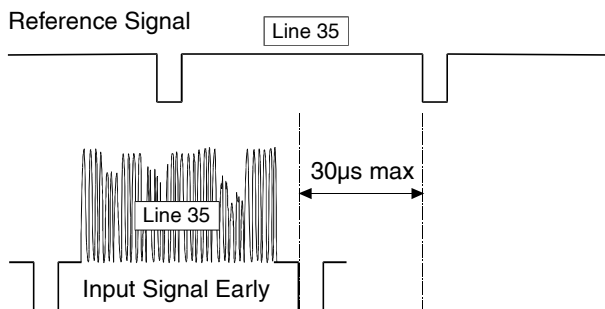 Reference Signal
Line 35
30µs max
Line 35
Input Signal Early